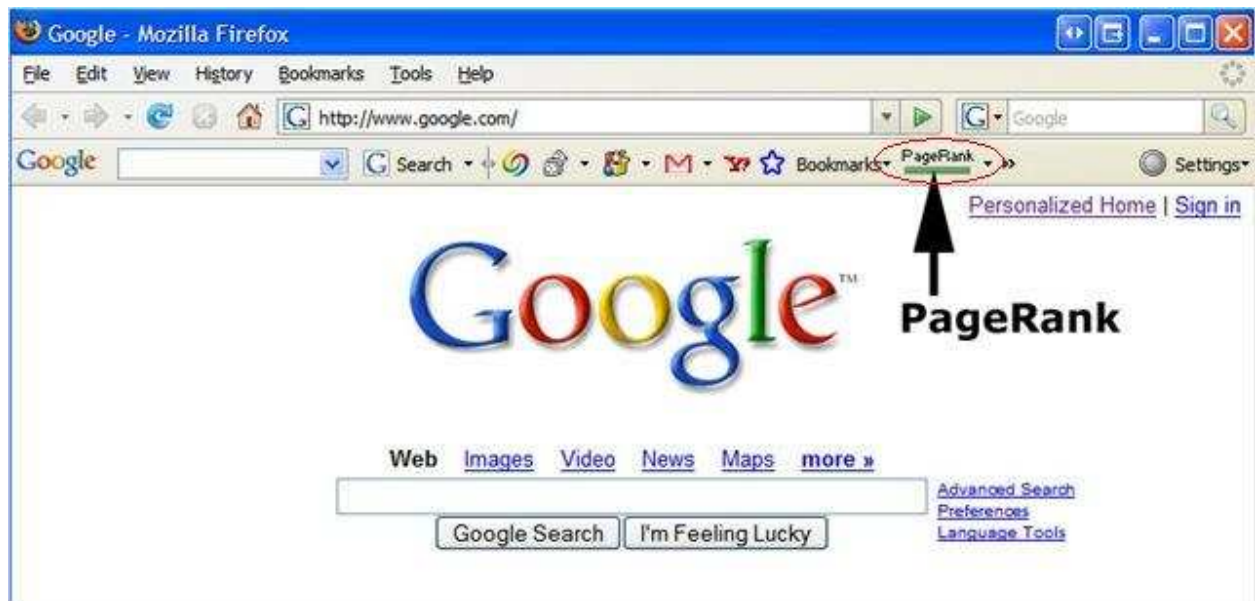 Google - Mozilla Firefox
File Edit View History Bookmarks Tools Help
G http://www.google.com/ G Google
Google G Search Bookmarks PageRank » Settings
Personalized Home | Sign in
Google™
PageRank
Web Images Video News Maps more »
Advanced Search
Preferences
Google Search I'm Feeling Lucky Language Tools